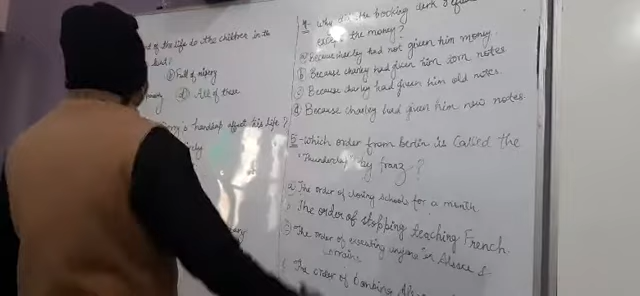 of the life to the children in the
(b) Full of misery
(d) All of these
handicap affect his life?
4- Why did the booking clerk
the money?
(a) Because charley had not given him money.
(b) Because charley had given him torn notes
(c) Because charley had given him old notes.
(d) Because charley had given him new notes
5- Which order from berlin is called the
"Thunderclap" by franz-?
(a) The order of closing schools for a month.
The order of stopping teaching French.
The order of executing anyone in Alsace &
Lorraine
The order of